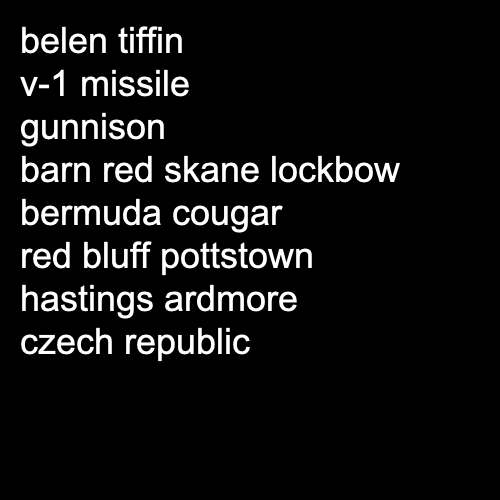 belen tiffin
v-1 missile
gunnison
barn red skane lockbow
bermuda cougar
red bluff pottstown
hastings ardmore
czech republic